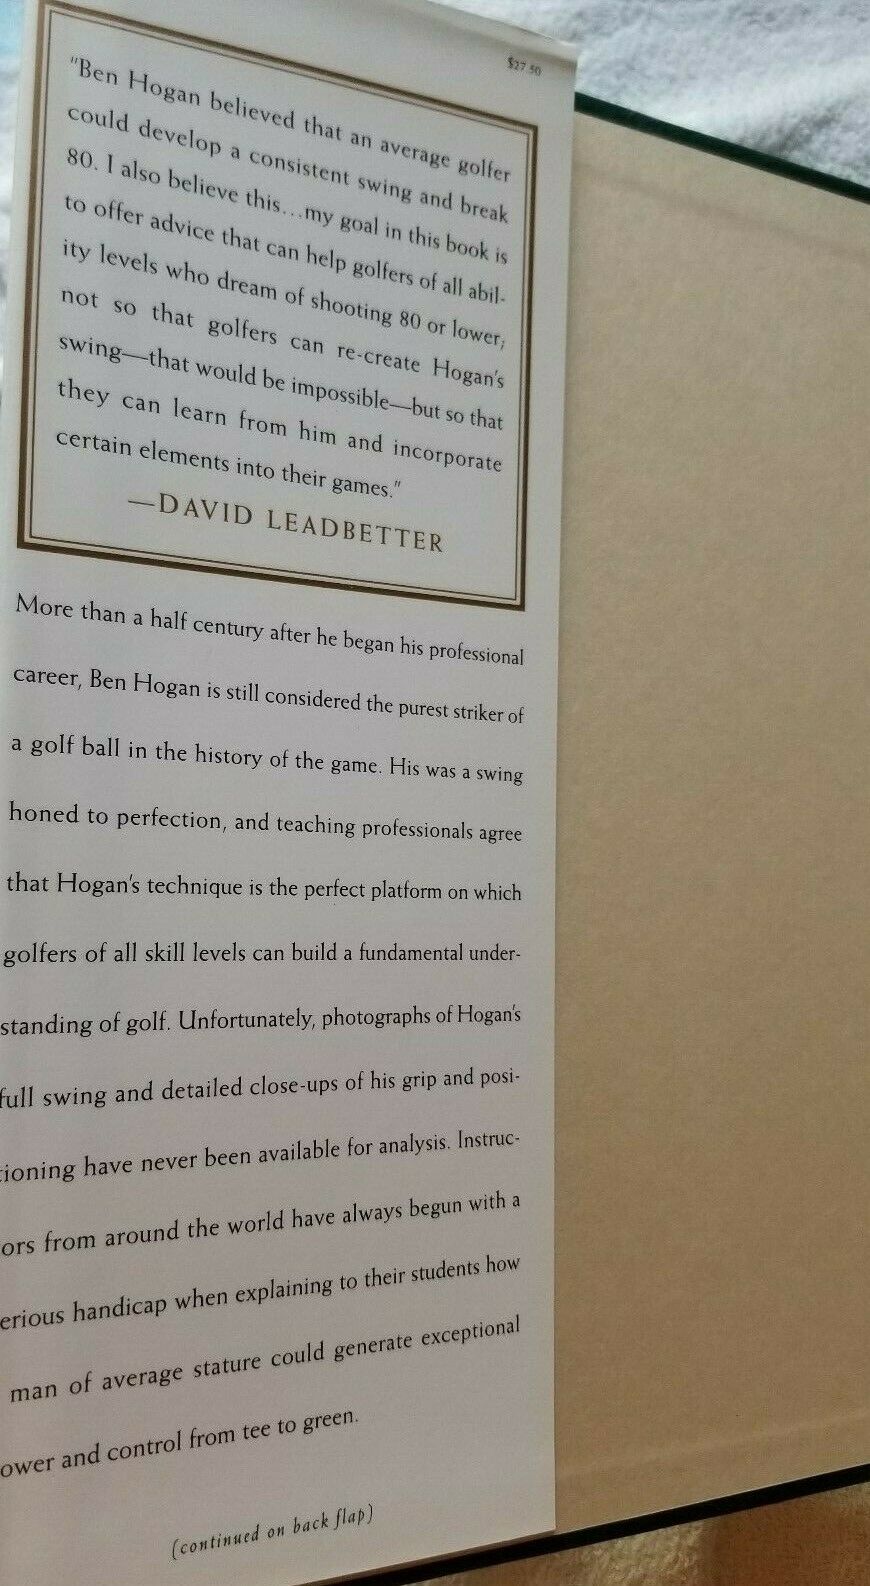 $27.50
"Ben Hogan believed that an average golfer
could develop a consistent swing and break
80. I also believe this...my goal in this book is
to offer advice that can help golfers of all abil-
ity levels who dream of shooting 80 or lower;
not so that golfers can re-create Hogan's
swing—that would be impossible—but so that
they can learn from him and incorporate
certain elements into their games."
—DAVID LEADBETTER
More than a half century after he began his professional
career, Ben Hogan is still considered the purest striker of
a golf ball in the history of the game. His was a swing
honed to perfection, and teaching professionals agree
that Hogan's technique is the perfect platform on which
golfers of all skill levels can build a fundamental under-
standing of golf. Unfortunately, photographs of Hogan's
full swing and detailed close-ups of his grip and posi-
tioning have never been available for analysis. Instruc-
ors from around the world have always begun with a
erious handicap when explaining to their students how
man of average stature could generate exceptional
ower and control from tee to green.
(continued on back flap)